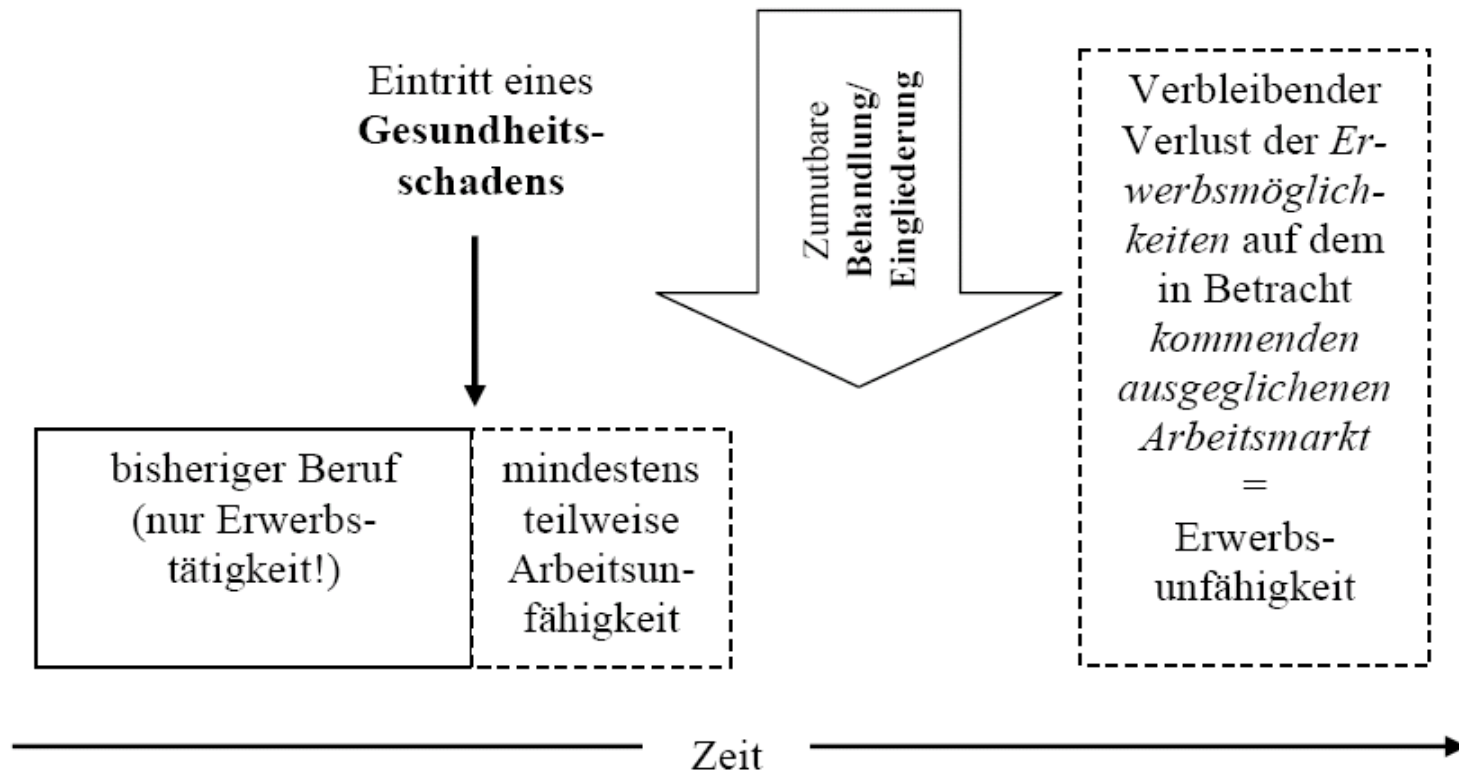 Eintritt eines
Gesundheits-
schadens
Zumutbare
Behandlung/
Eingliederung
Verbleibender
Verlust der Er-
werbsmöglich-
keiten auf dem
in Betracht
kommenden
ausgeglichenen
Arbeitsmarkt
=
Erwerbs-
unfähigkeit
bisheriger Beruf
(nur Erwerbs-
tätigkeit!)
mindestens
teilweise
Arbeitsun-
fähigkeit
Zeit